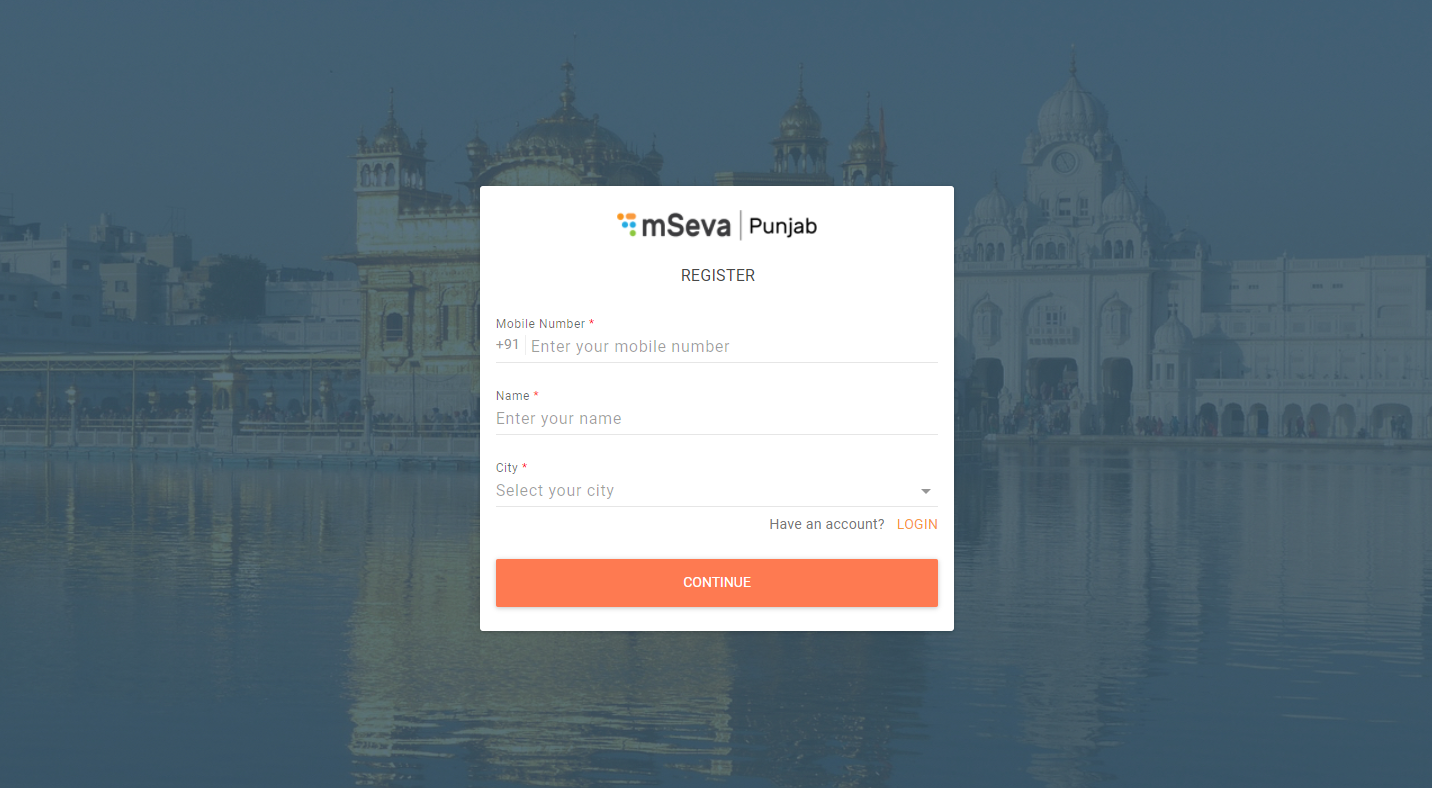 mSeva | Punjab
REGISTER
Mobile Number *
+91 Enter your mobile number
Name *
Enter your name
City *
Select your city
Have an account? LOGIN
CONTINUE